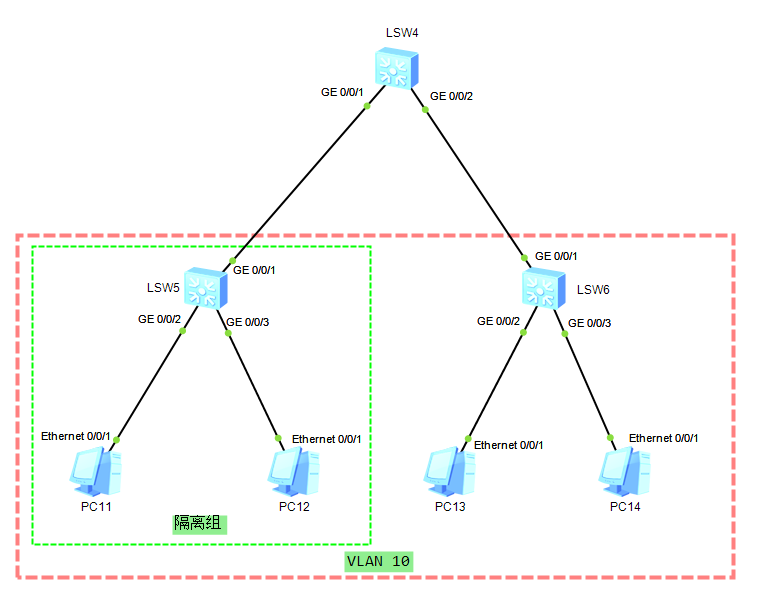 LSW4
GE 0/0/1
GE 0/0/2
GE 0/0/1
GE 0/0/1
LSW5
LSW6
GE 0/0/2
GE 0/0/3
GE 0/0/2
GE 0/0/3
Ethernet 0/0/1
Ethernet 0/0/1
Ethernet 0/0/1
Ethernet 0/0/1
PC11
PC12
PC13
PC14
隔离组
VLAN 10